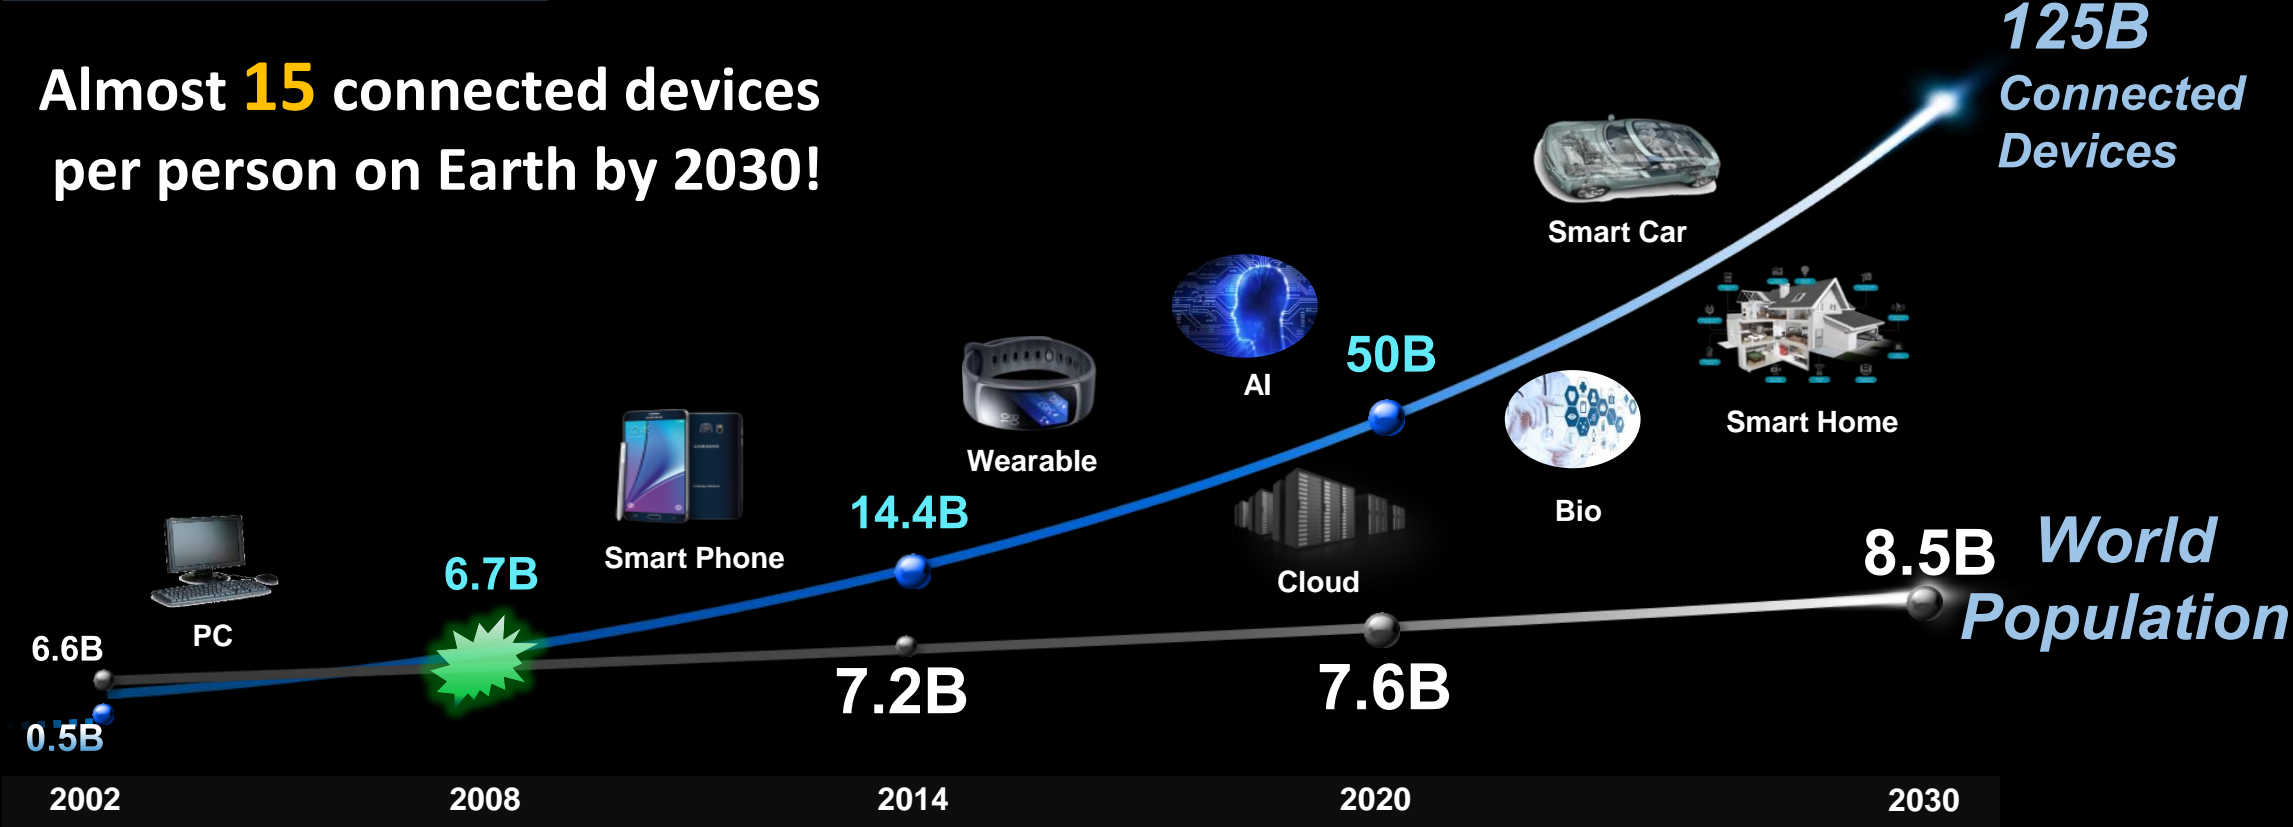 Almost 15 connected devices
per person on Earth by 2030!
125B
Connected
Devices
Smart Car
AI
50B
Smart Home
Wearable
Bio
14.4B
Smart Phone
Cloud
6.7B
PC
6.6B
0.5B
7.2B
7.6B
8.5B
World
Population
2002 2008 2014 2020 2030